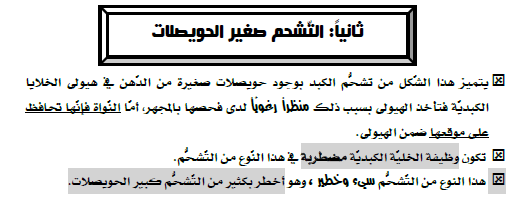 ثانياً: التّشحم صغير الحويصلات
يتميز هذا الشّكل من تشحُّم الكبد بوجود حويصلات صغيرة من الدّهن في هيولى الخلايا
الكبديّة فتأخذ الهيولى بسبب ذلك منظراً رغويّاً لدى فحصها بالمجهر، أمّا النّواة فإنّها تحافظ
على موقعها ضمن الهيولى.
تكون وظيفة الخليّة الكبديّة مضطربة في هذا النّوع من التّشحُّم.
هذا النوع من التّشحُّم سيء وخطير، وهو أخطر بكثير من التّشحُّم كبير الحويصلات.